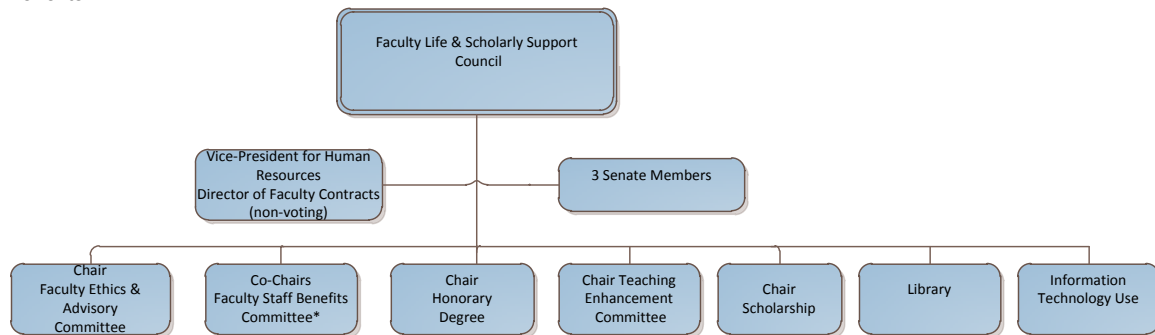 Faculty Life & Scholarly Support
Council
Vice-President for Human
Resources
Director of Faculty Contracts
(non-voting)
3 Senate Members
Chair
Faculty Ethics &
Advisory
Committee
Co-Chairs
Faculty Staff Benefits
Committee*
Chair
Honorary
Degree
Chair Teaching
Enhancement
Committee
Chair
Scholarship
Library
Information
Technology Use